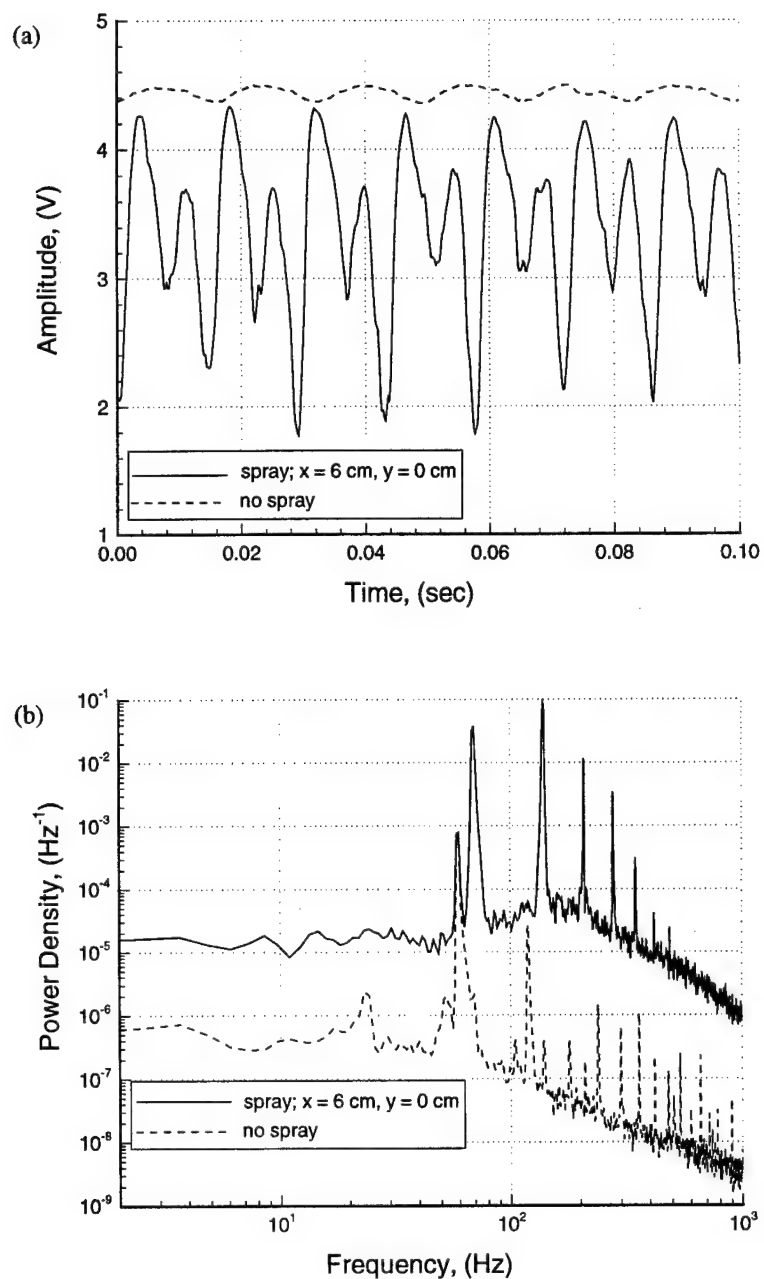 (a)
5
4
3
2
1
Amplitude, (V)
spray; x = 6 cm, y = 0 cm
no spray
0.00
0.02
0.04
0.06
0.08
0.10
Time, (sec)
(b)
10⁻¹
10⁻²
10⁻³
10⁻⁴
10⁻⁵
10⁻⁶
10⁻⁷
10⁻⁸
10⁻⁹
Power Density, (Hz⁻¹)
spray; x = 6 cm, y = 0 cm
no spray
10¹
10²
10³
Frequency, (Hz)